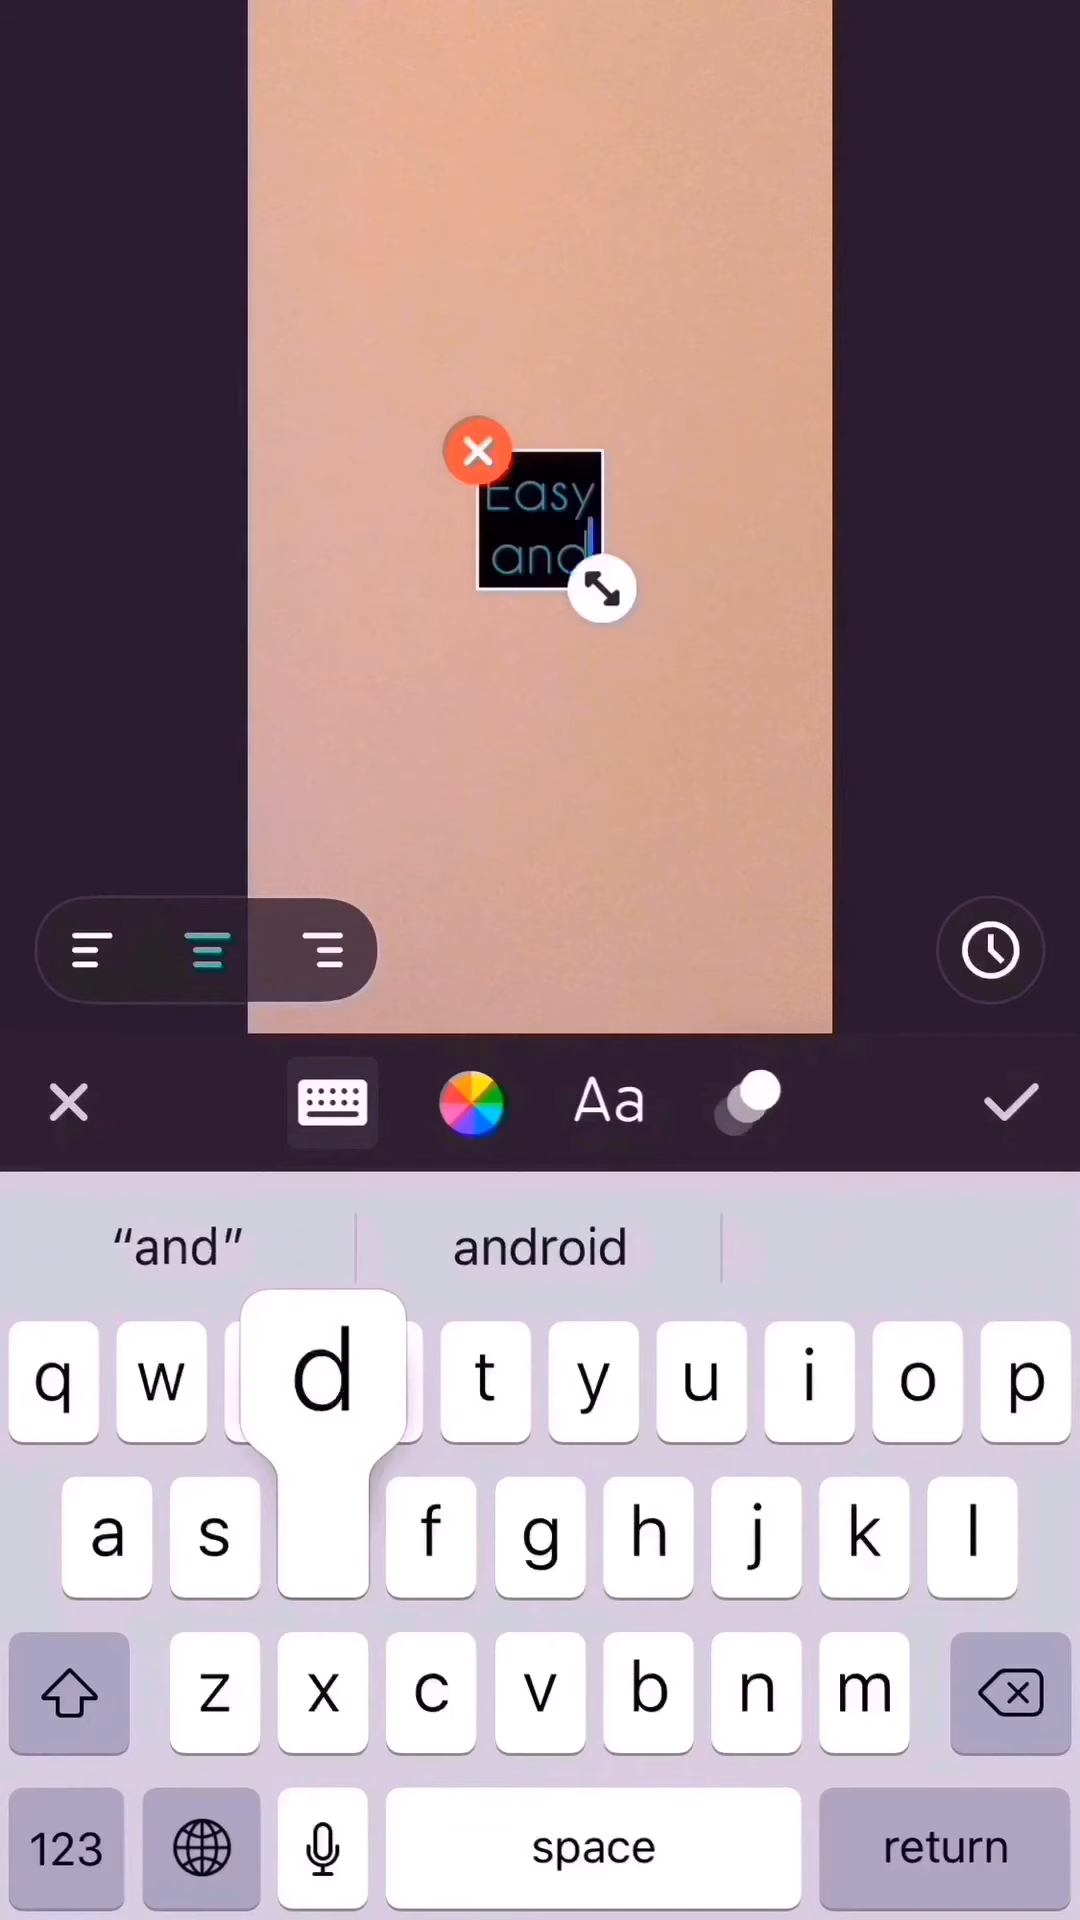 Easy
and
Aa
“and”
android
q w d t y u i o p
a s f g h j k l
z x c v b n m
123 space return